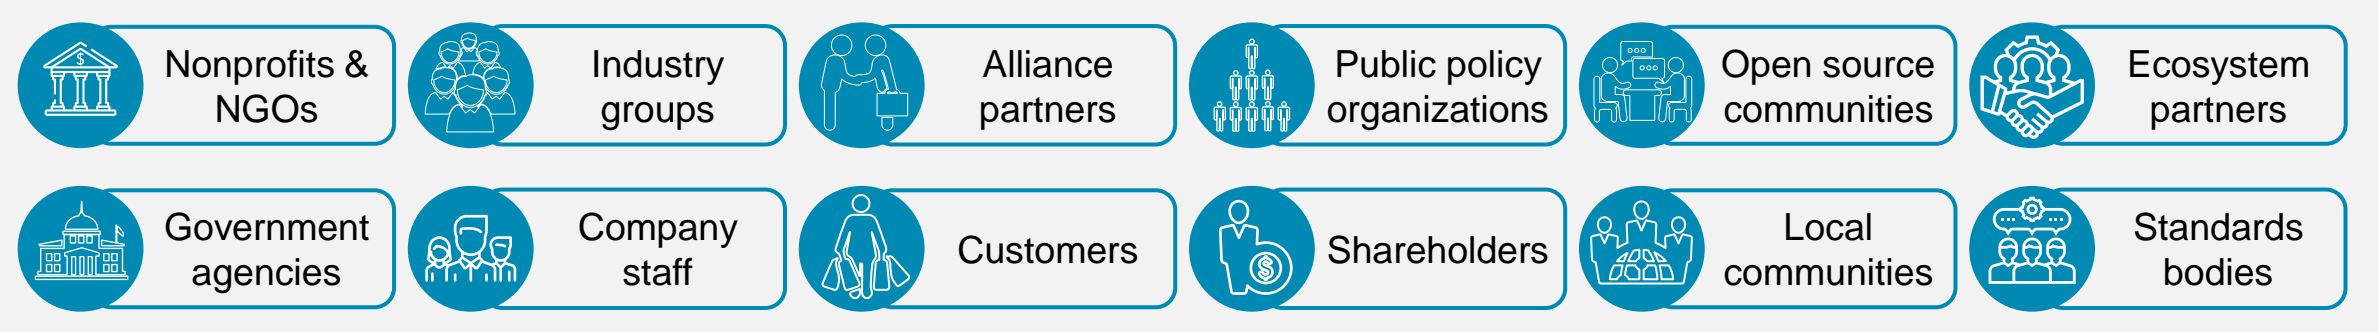 Nonprofits &
NGOs
Industry
groups
Alliance
partners
Public policy
organizations
Open source
communities
Ecosystem
partners
Government
agencies
Company
staff
Customers
Shareholders
Local
communities
Standards
bodies